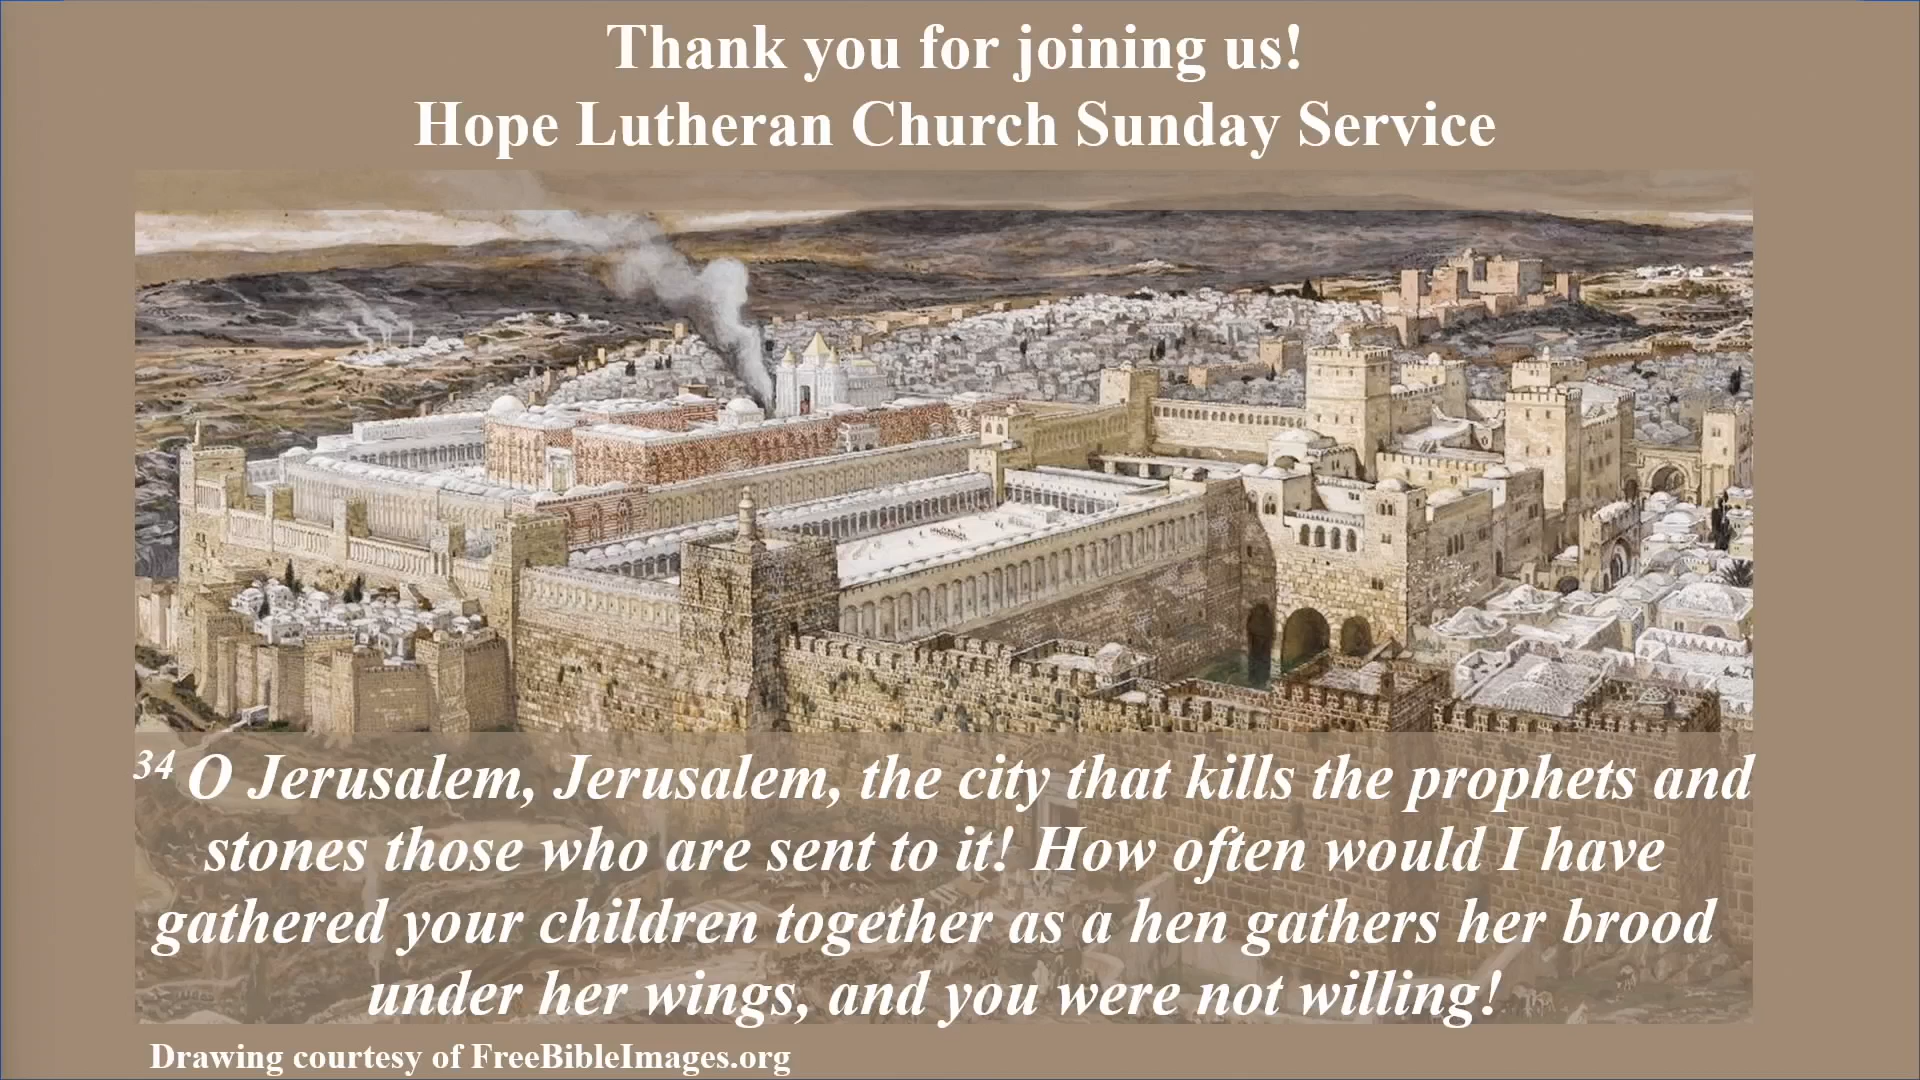 Thank you for joining us!
Hope Lutheran Church Sunday Service
34 O Jerusalem, Jerusalem, the city that kills the prophets and
stones those who are sent to it! How often would I have
gathered your children together as a hen gathers her brood
under her wings, and you were not willing!
Drawing courtesy of FreeBibleImages.org